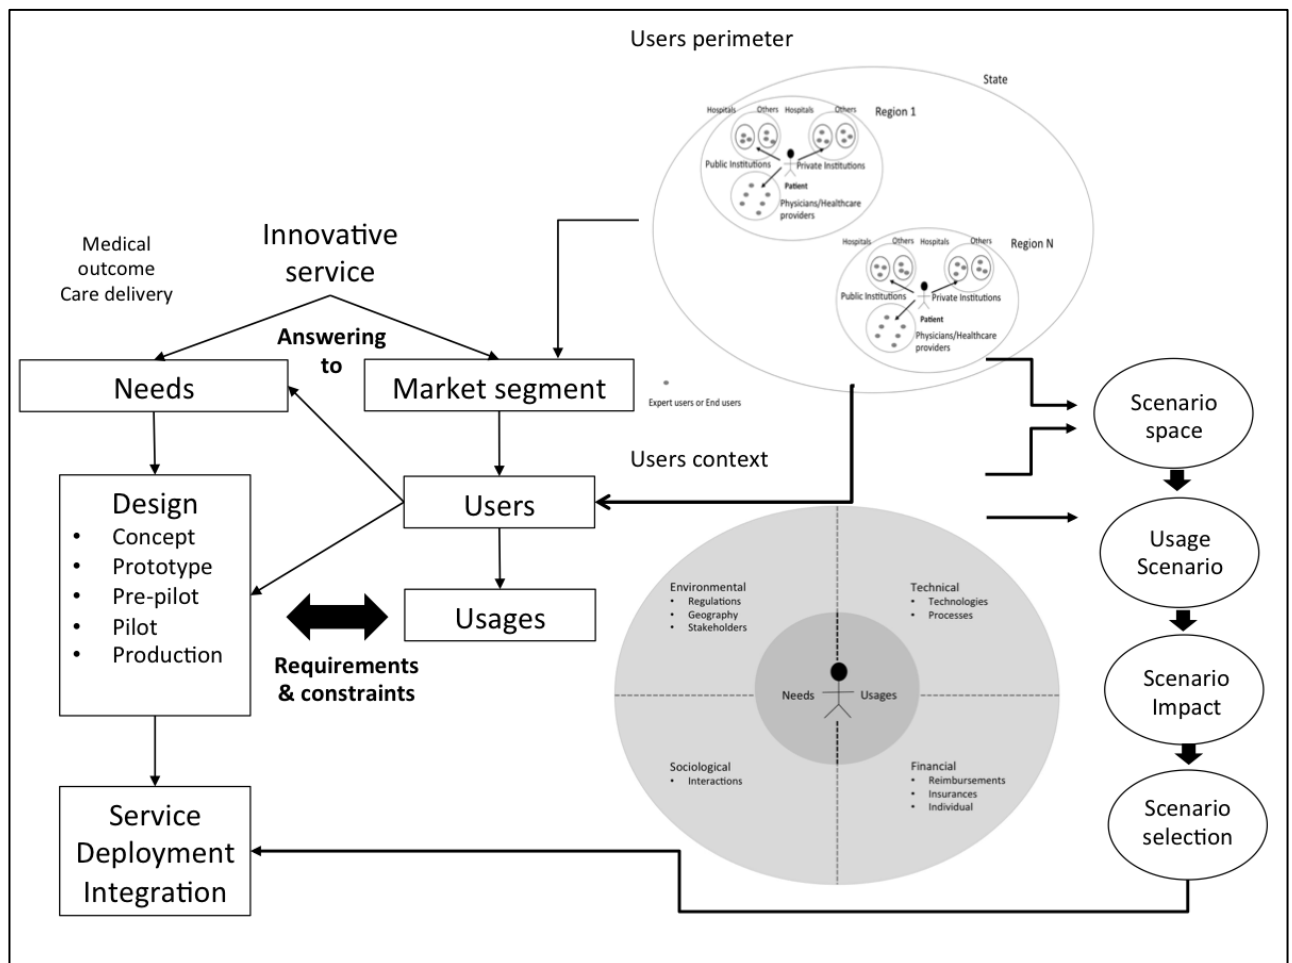 Users perimeter
State
Hospitals Others Hospitals Others
Region 1
Public Institutions Private Institutions
Patient
Physicians/Healthcare
providers
Hospitals Others Hospitals Others
Region N
Public Institutions Private Institutions
Patient
Physicians/Healthcare
providers
Expert users or End users
Medical
outcome
Care delivery
Innovative
service
Answering
to
Needs
Market segment
Users
Usages
Design
• Concept
• Prototype
• Pre-pilot
• Pilot
• Production
Requirements
& constraints
Service
Deployment
Integration
Users context
Environmental
• Regulations
• Geography
• Stakeholders
Technical
• Technologies
• Processes
Needs Usages
Sociological
• Interactions
Financial
• Reimbursements
• Insurances
• Individual
Scenario
space
Usage
Scenario
Scenario
Impact
Scenario
selection